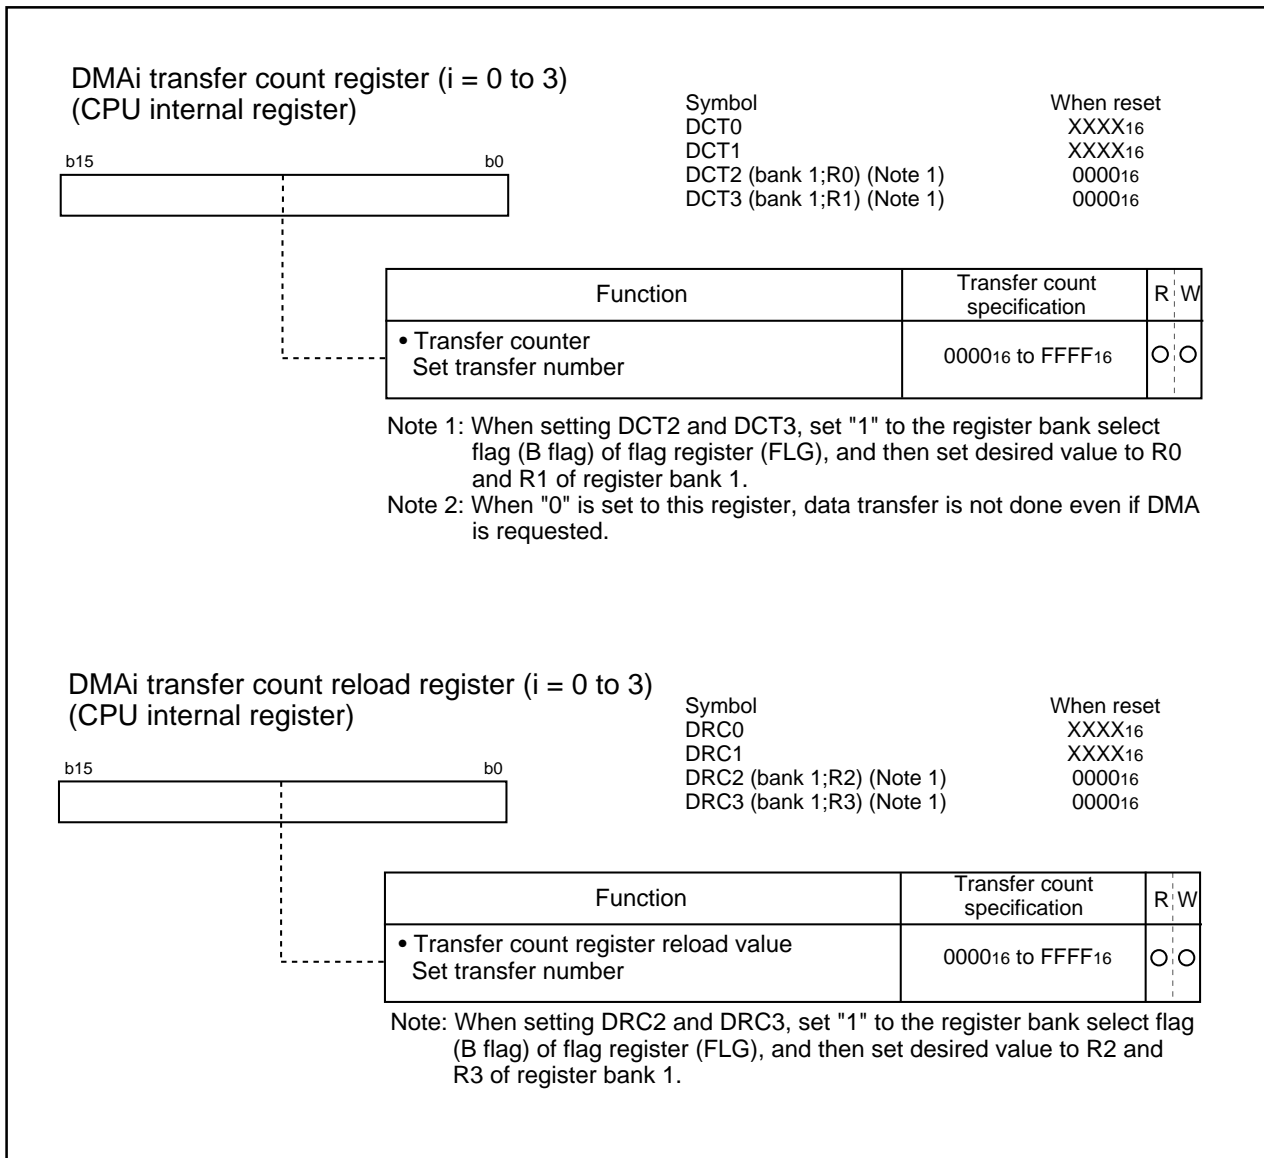 DMAi transfer count register (i = 0 to 3)
(CPU internal register)
Symbol When reset
DCT0 XXXX16
DCT1 XXXX16
DCT2 (bank 1;R0) (Note 1) 000016
DCT3 (bank 1;R1) (Note 1) 000016
b15 b0
Function Transfer count specification R W
• Transfer counter
Set transfer number
000016 to FFFF16 O O
Note 1: When setting DCT2 and DCT3, set "1" to the register bank select
flag (B flag) of flag register (FLG), and then set desired value to R0
and R1 of register bank 1.
Note 2: When "0" is set to this register, data transfer is not done even if DMA
is requested.
DMAi transfer count reload register (i = 0 to 3)
(CPU internal register)
Symbol When reset
DRC0 XXXX16
DRC1 XXXX16
DRC2 (bank 1;R2) (Note 1) 000016
DRC3 (bank 1;R3) (Note 1) 000016
b15 b0
Function Transfer count specification R W
• Transfer count register reload value
Set transfer number
000016 to FFFF16 O O
Note: When setting DRC2 and DRC3, set "1" to the register bank select flag
(B flag) of flag register (FLG), and then set desired value to R2 and
R3 of register bank 1.